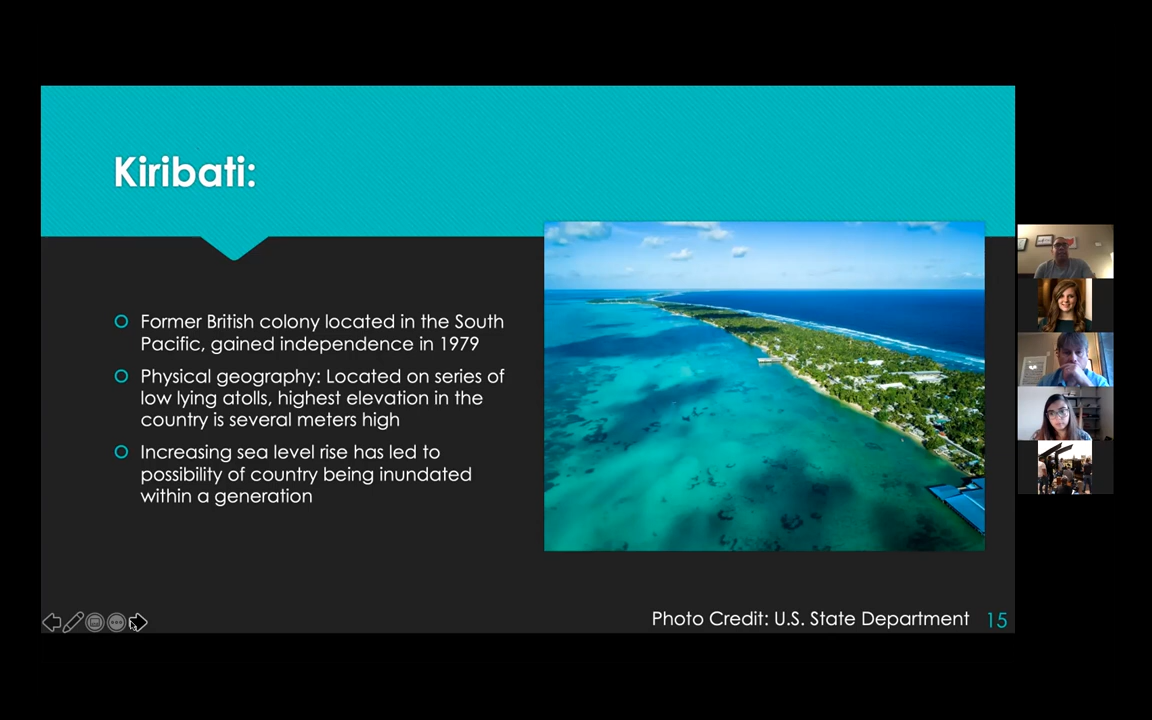 Kiribati:
Former British colony located in the South
Pacific, gained independence in 1979
Physical geography: Located on series of
low lying atolls, highest elevation in the
country is several meters high
Increasing sea level rise has led to
possibility of country being inundated
within a generation
Photo Credit: U.S. State Department
15